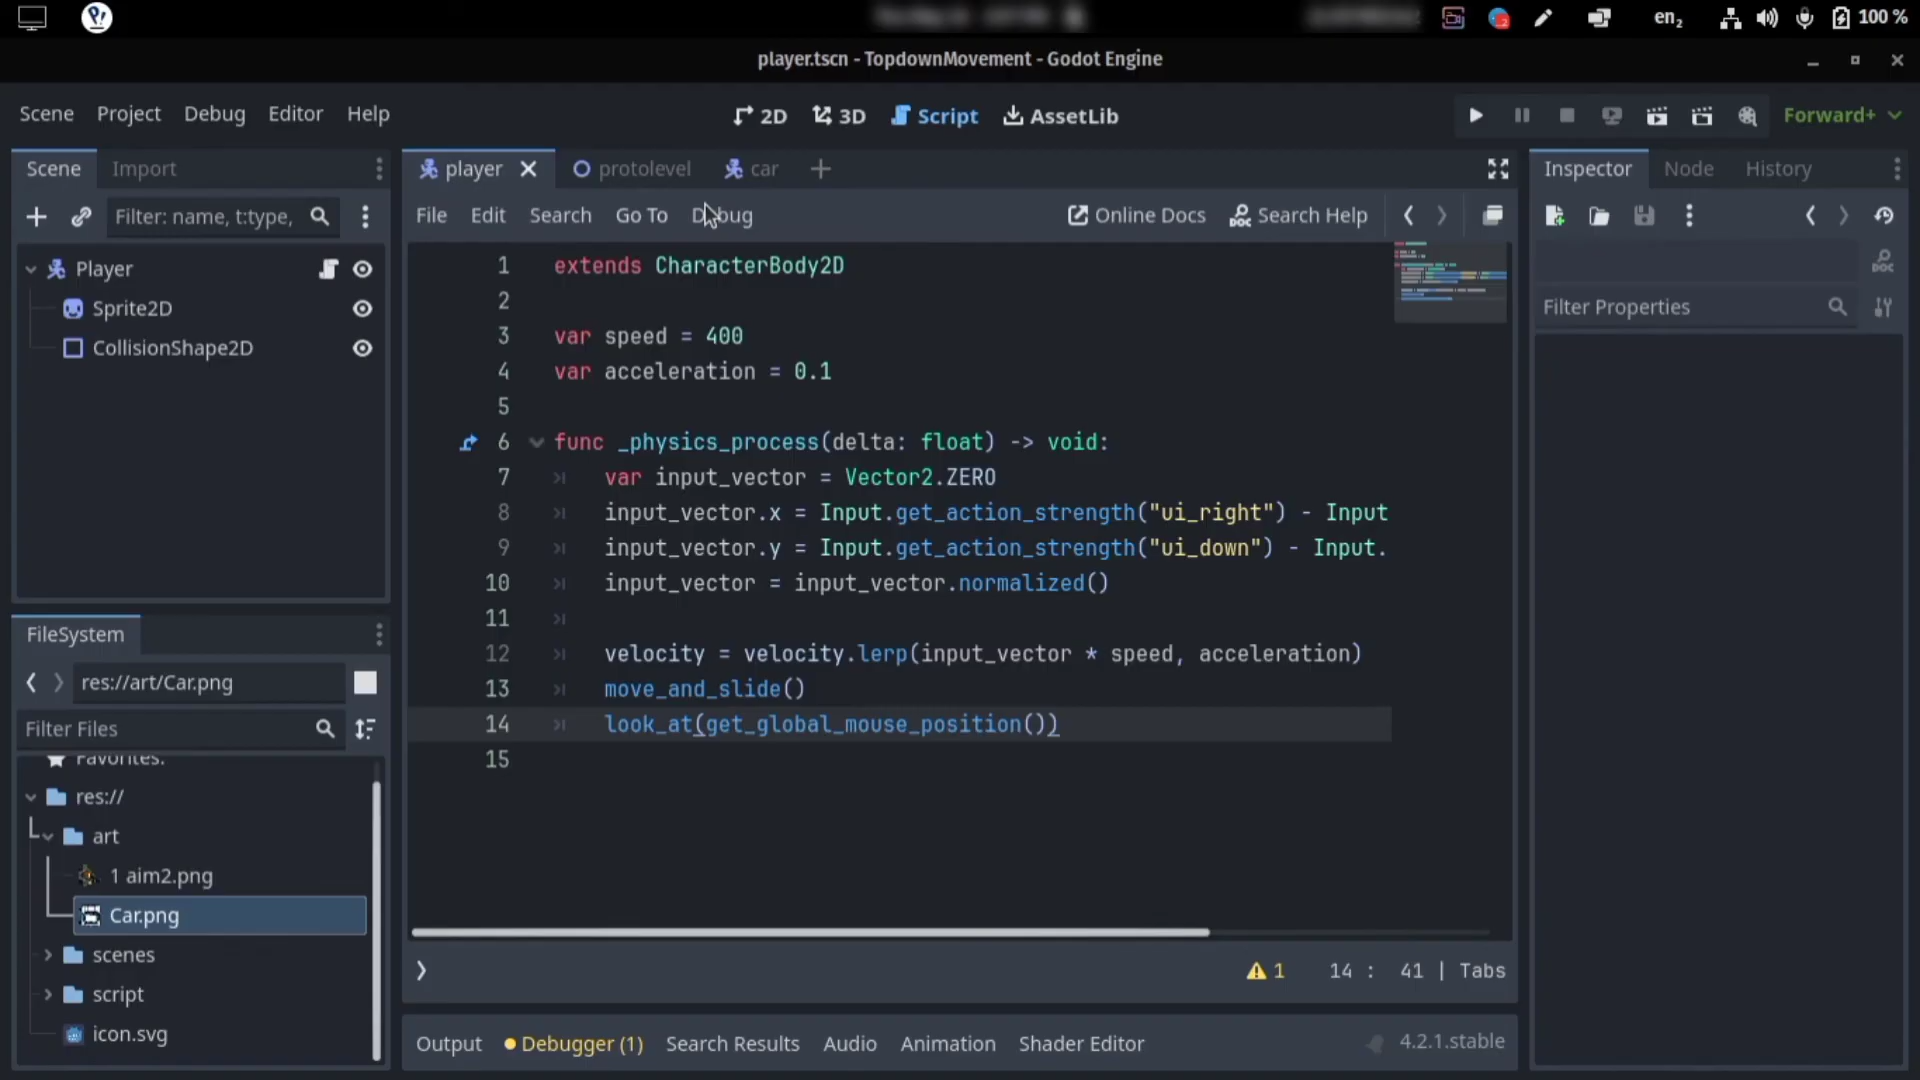 en2 100 %
player.tscn - TopdownMovement - Godot Engine
Scene Project Debug Editor Help 2D 3D Script AssetLib Forward+
Scene Import player protolevel car Inspector Node History
Filter: name, t:type, File Edit Search Go To Debug Online Docs Search Help
Player
Sprite2D
CollisionShape2D
Filter Properties
1 extends CharacterBody2D
2
3 var speed = 400
4 var acceleration = 0.1
5
6 func _physics_process(delta: float) -> void:
7 var input_vector = Vector2.ZERO
8 input_vector.x = Input.get_action_strength("ui_right") - Input
9 input_vector.y = Input.get_action_strength("ui_down") - Input.
10 input_vector = input_vector.normalized()
11
12 velocity = velocity.lerp(input_vector * speed, acceleration)
13 move_and_slide()
14 look_at(get_global_mouse_position())
15
FileSystem
res://art/Car.png
Filter Files
Favorites:
res://
art
1 aim2.png
Car.png
scenes
script
icon.svg
1 14 : 41 | Tabs
Output Debugger (1) Search Results Audio Animation Shader Editor 4.2.1.stable